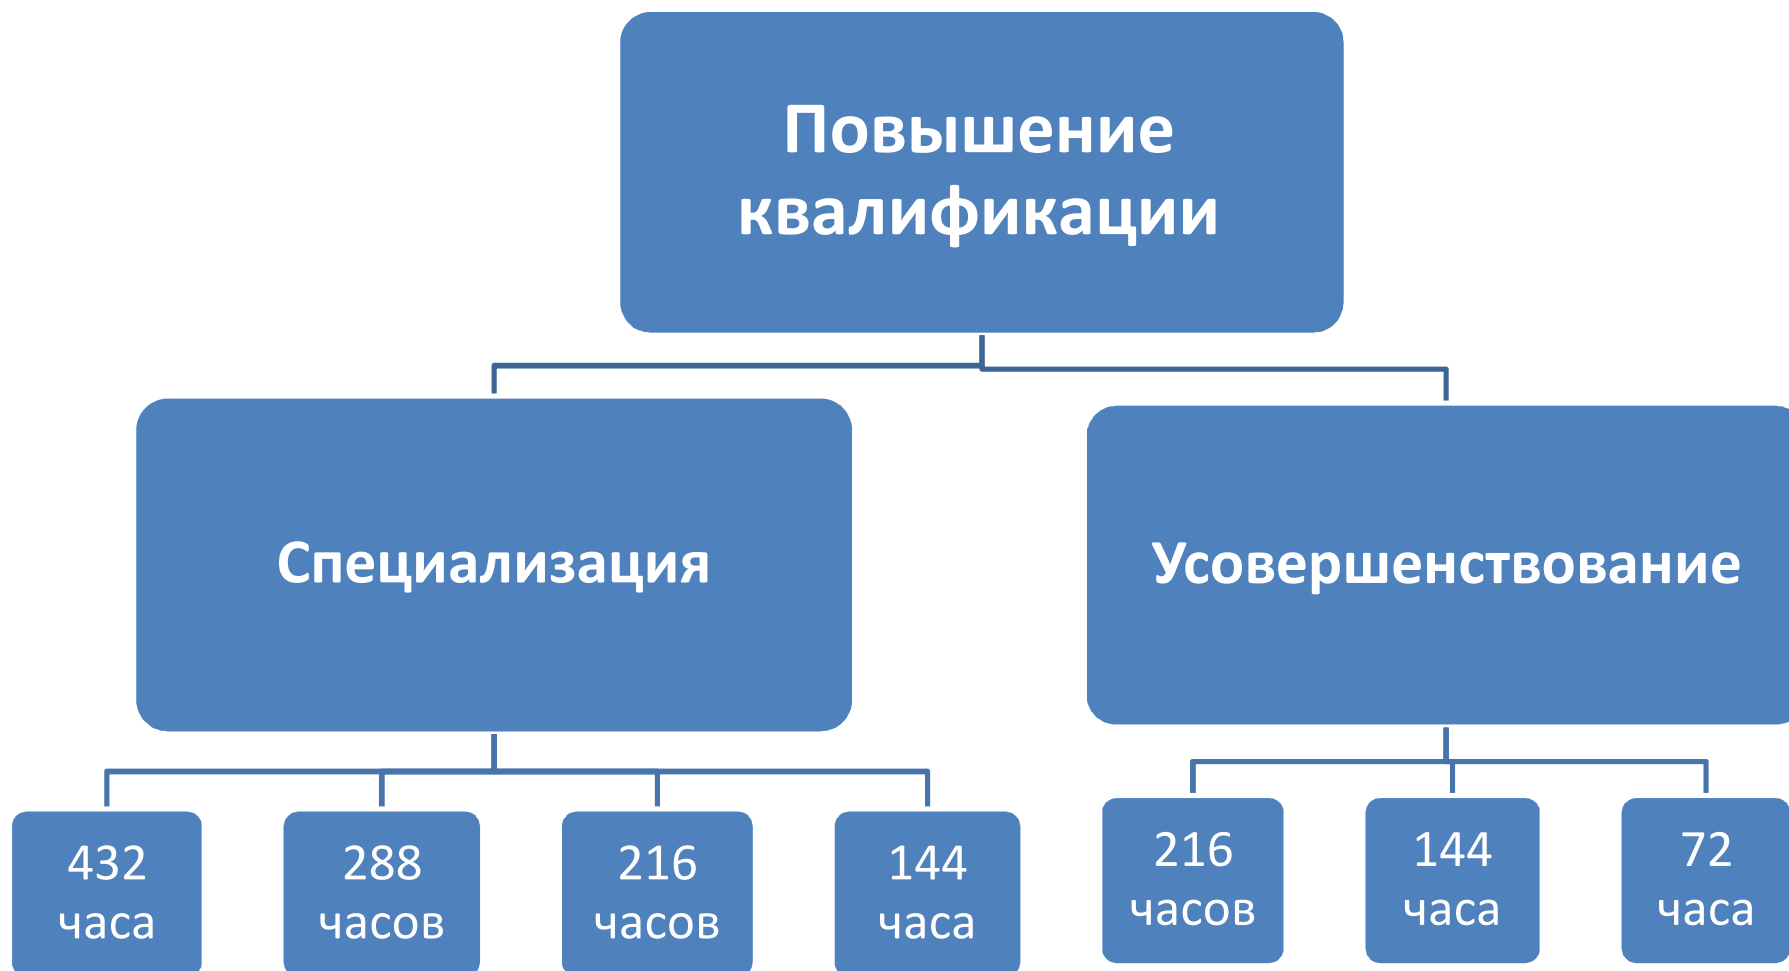 Повышение
квалификации
Специализация
Усовершенствование
432
часа
288
часов
216
часов
144
часа
216
часов
144
часа
72
часа